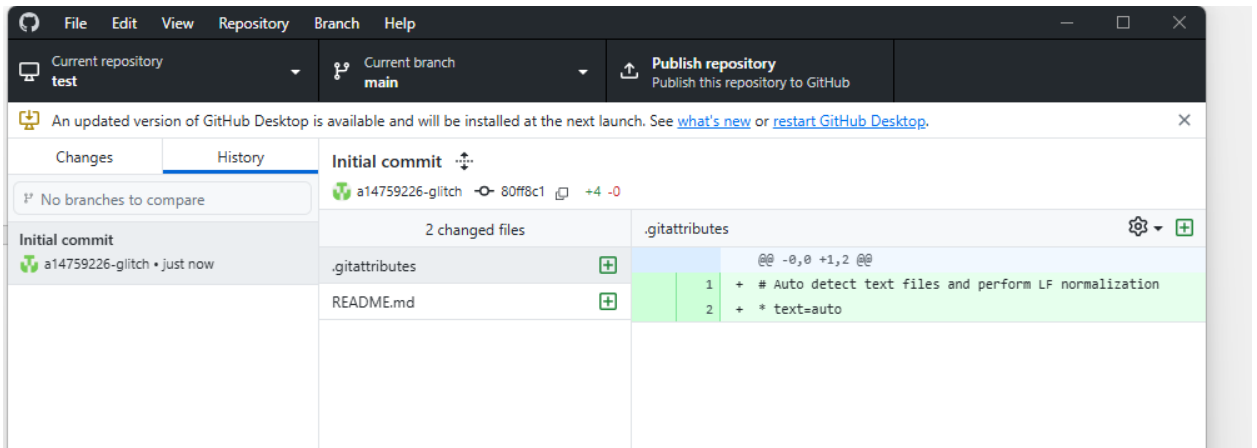 File Edit View Repository Branch Help
Current repository
test
Current branch
main
Publish repository
Publish this repository to GitHub
An updated version of GitHub Desktop is available and will be installed at the next launch. See what's new or restart GitHub Desktop.
Changes
History
No branches to compare
Initial commit
a14759226-glitch • just now
Initial commit
a14759226-glitch 80ff8c1 +4 -0
2 changed files
.gitattributes
README.md
.gitattributes
@@ -0,0 +1,2 @@
1 + # Auto detect text files and perform LF normalization
2 + * text=auto